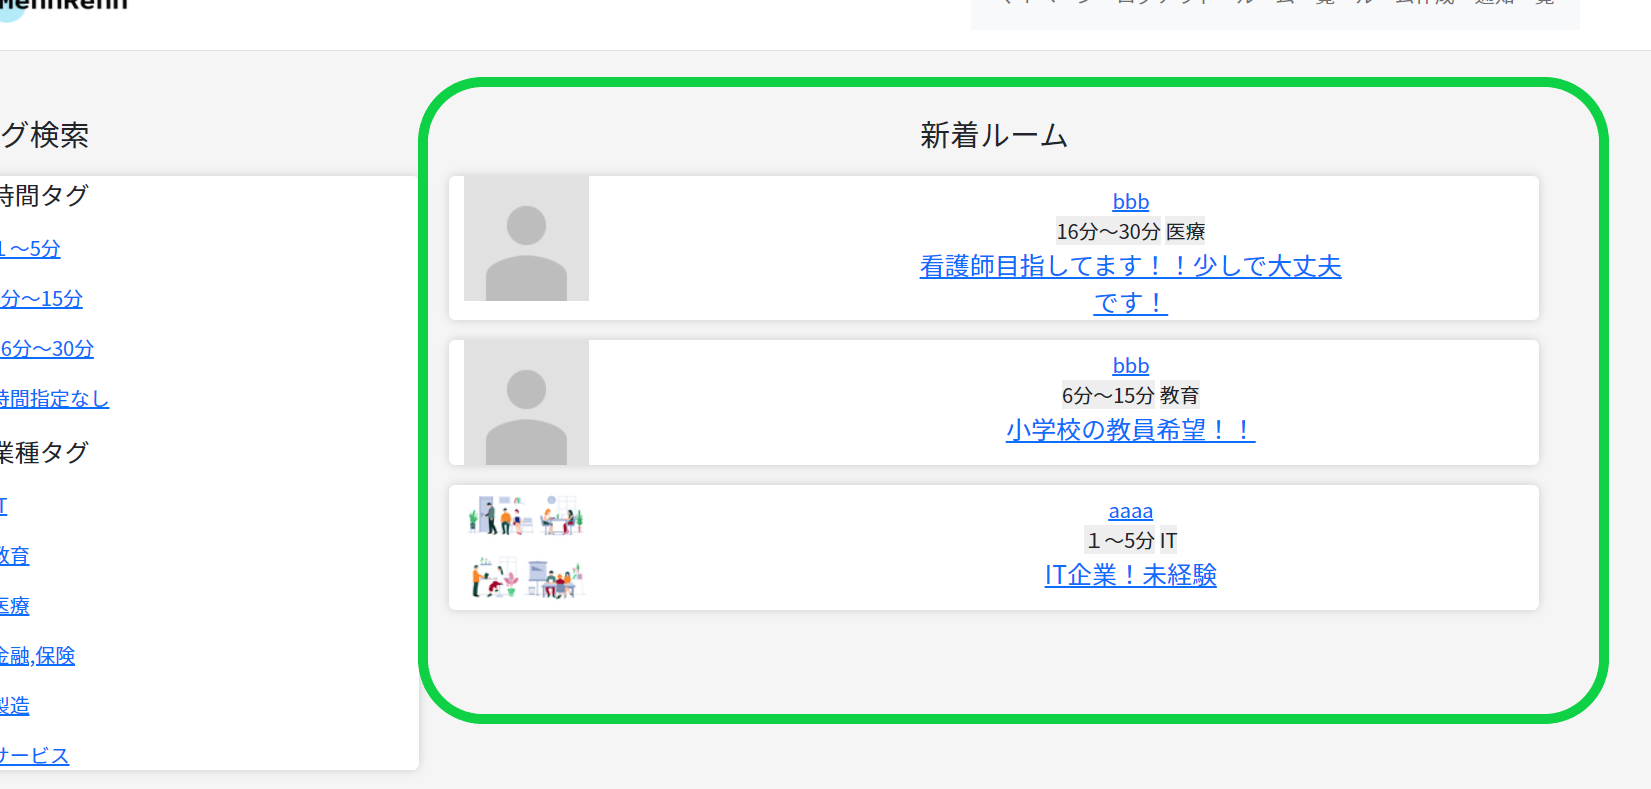 MennRenn
グ検索
時間タグ
１〜5分
分〜15分
6分〜30分
時間指定なし
業種タグ
T
教育
医療
金融,保険
製造
サービス
新着ルーム
bbb
16分〜30分 医療
看護師目指してます！！少しで大丈夫
です！
bbb
6分〜15分 教育
小学校の教員希望！！
aaaa
１〜5分 IT
IT企業！未経験